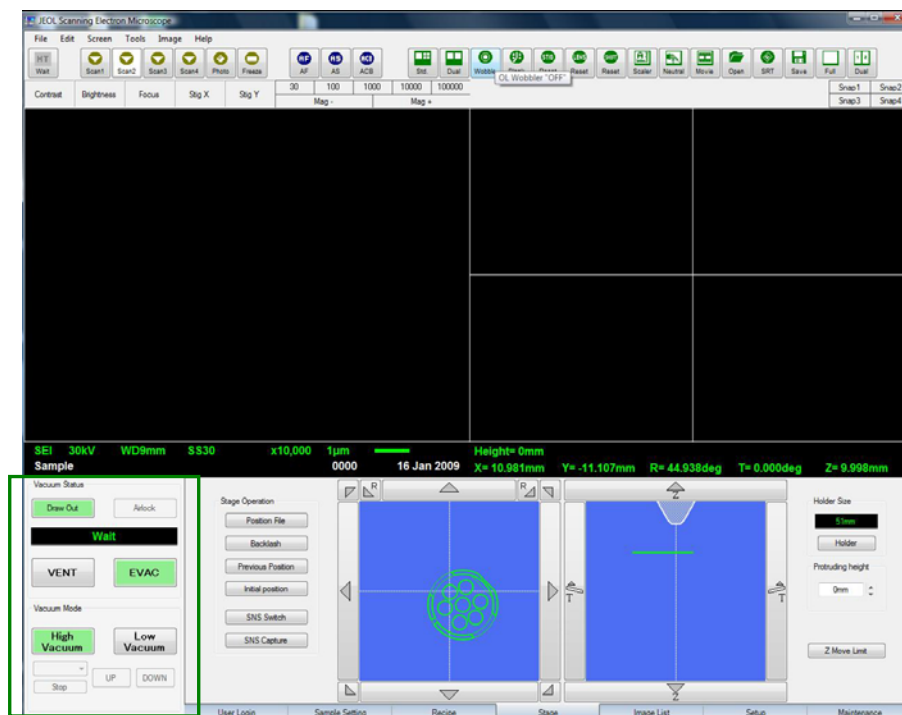 JEOL Scanning Electron Microscope
File Edit Screen Tools Image Help
HT
Wait Scan1 Scan2 Scan3 Scan4 Photo Freeze AF AS ACB Std. Dual Wobbler Reset Reset Scaler Neutral Movie Open SRT Save Full Dual
OL Wobbler "OFF"
Contrast Brightness Focus Stig X Stig Y 30 100 1000 10000 100000 Snap1 Snap2
Mag - Mag + Snap3 Snap4
SEI 30kV WD9mm SS30 x10,000 1µm Height= 0mm
Sample 0000 16 Jan 2009 X= 10.981mm Y= -11.107mm R= 44.938deg T= 0.000deg Z= 9.998mm
Vacuum Status
Draw Out Airlock
Wait
VENT EVAC
Vacuum Mode
High Vacuum Low Vacuum
UP DOWN
Stop
Stage Operation
Position File
Backlash
Previous Position
Initial position
SNS Switch
SNS Capture
R R
Z
T T
Z
Holder Size
51mm
Holder
Protruding height
0mm
Z Move Limit
User Login Sample Setting Recipe Stage Image List Setup Maintenance